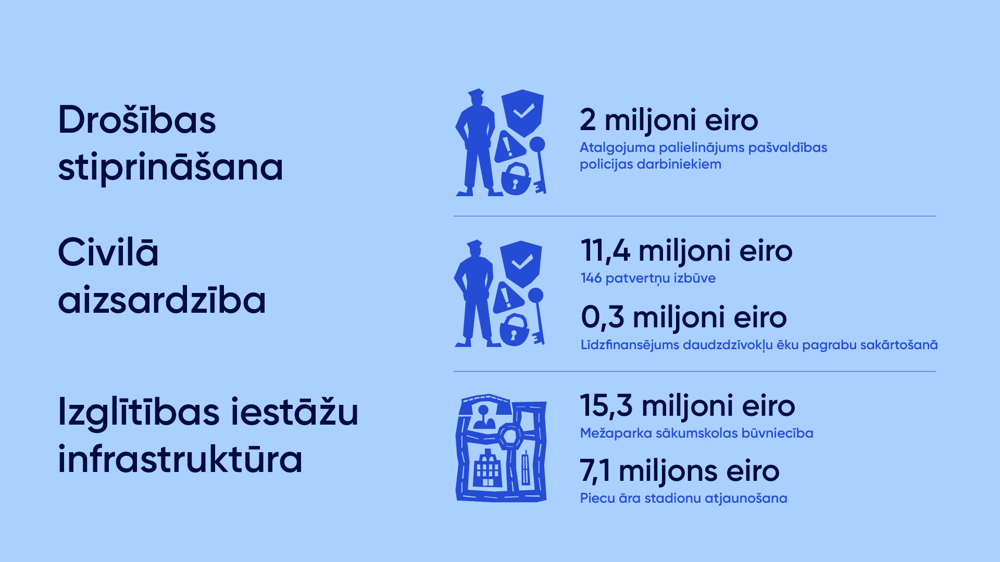 Drošības
stiprināšana
2 miljoni eiro
Atalgojuma palielinājums pašvaldības
policijas darbiniekiem
Civilā
aizsardzība
11,4 miljoni eiro
146 patvertņu izbūve
0,3 miljoni eiro
Līdzfinansējums daudzdzīvokļu ēku pagrabu sakārtošanā
Izglītības iestāžu
infrastruktūra
15,3 miljoni eiro
Mežaparka sākumskolas būvniecība
7,1 miljons eiro
Piecu āra stadionu atjaunošana